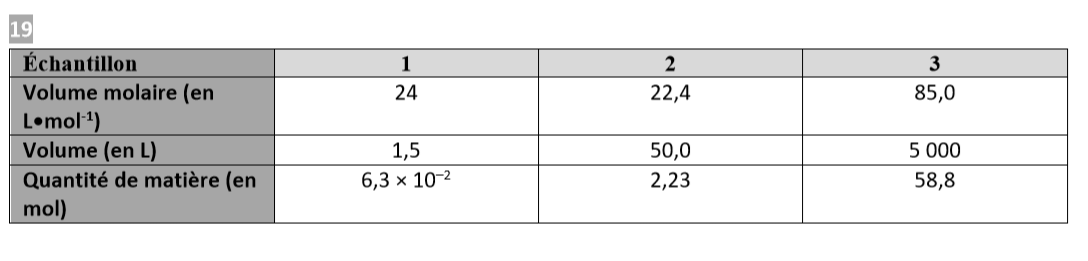 19
Échantillon 1 2 3
Volume molaire (en L•mol⁻¹) 24 22,4 85,0
Volume (en L) 1,5 50,0 5 000
Quantité de matière (en mol) 6,3 × 10⁻² 2,23 58,8